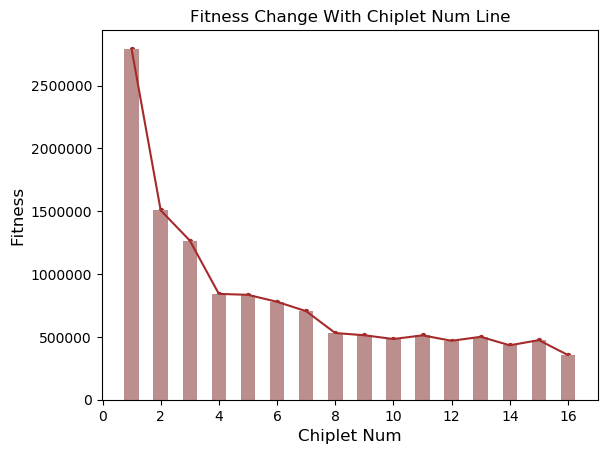 Fitness Change With Chiplet Num Line
Fitness
2500000
2000000
1500000
1000000
500000
0
0 2 4 6 8 10 12 14 16
Chiplet Num